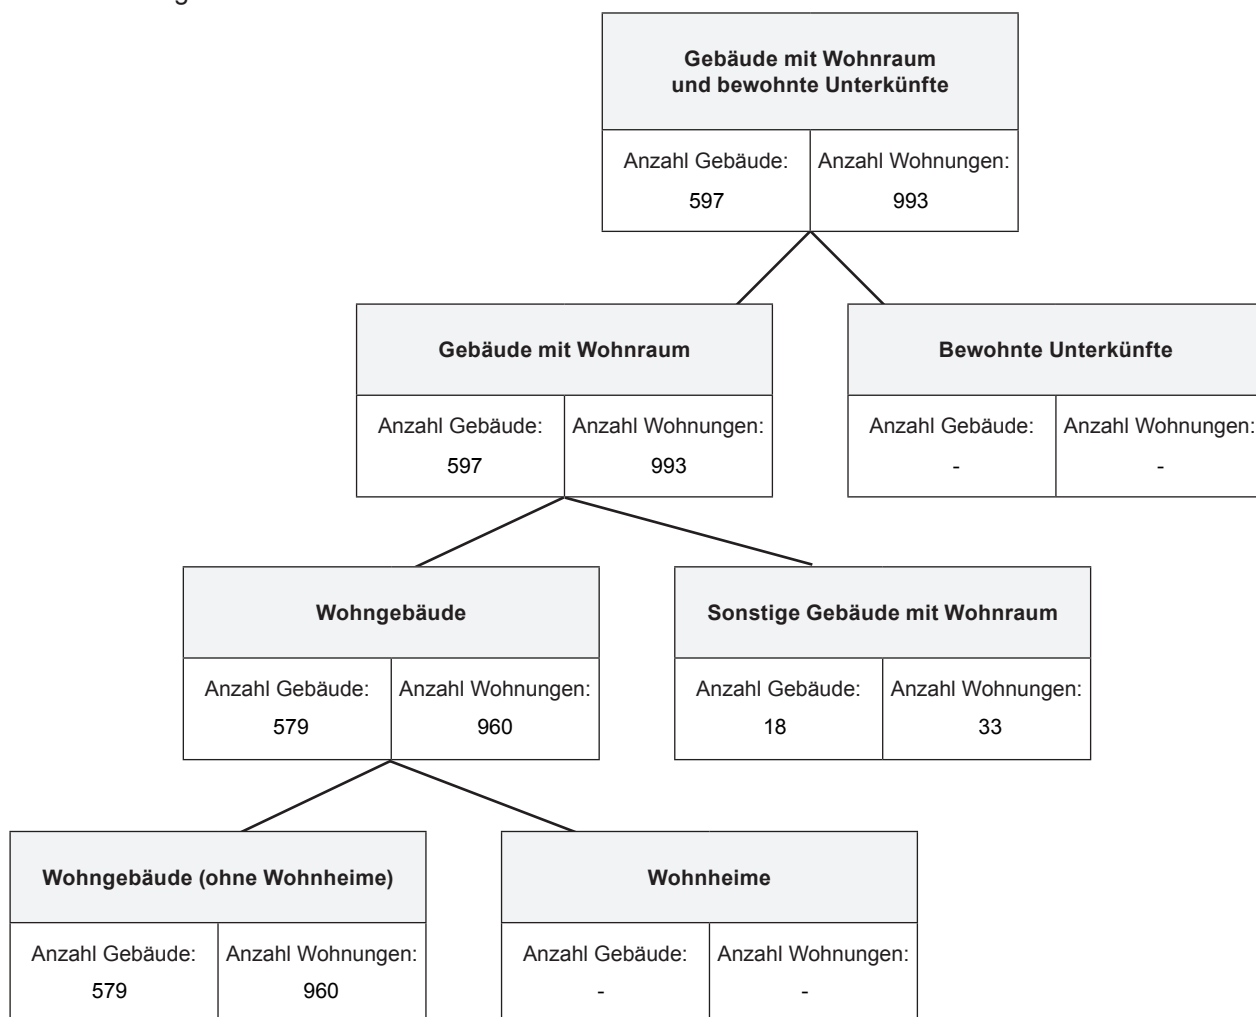 Gebäude mit Wohnraum
und bewohnte Unterkünfte
Anzahl Gebäude:
597
Anzahl Wohnungen:
993
Gebäude mit Wohnraum
Anzahl Gebäude:
597
Anzahl Wohnungen:
993
Bewohnte Unterkünfte
Anzahl Gebäude:
-
Anzahl Wohnungen:
-
Wohngebäude
Anzahl Gebäude:
579
Anzahl Wohnungen:
960
Sonstige Gebäude mit Wohnraum
Anzahl Gebäude:
18
Anzahl Wohnungen:
33
Wohngebäude (ohne Wohnheime)
Anzahl Gebäude:
579
Anzahl Wohnungen:
960
Wohnheime
Anzahl Gebäude:
-
Anzahl Wohnungen:
-